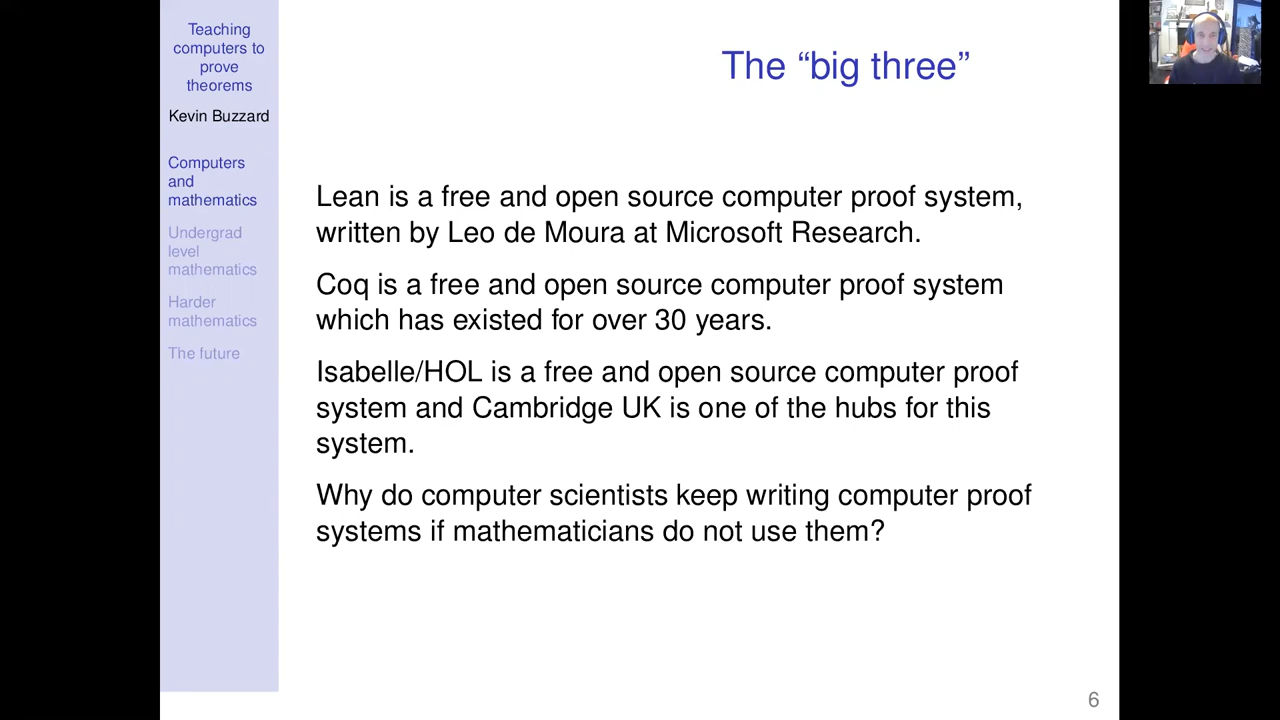 Teaching
computers to
prove
theorems
Kevin Buzzard
Computers
and
mathematics
Undergrad
level
mathematics
Harder
mathematics
The future
The “big three”
Lean is a free and open source computer proof system,
written by Leo de Moura at Microsoft Research.
Coq is a free and open source computer proof system
which has existed for over 30 years.
Isabelle/HOL is a free and open source computer proof
system and Cambridge UK is one of the hubs for this
system.
Why do computer scientists keep writing computer proof
systems if mathematicians do not use them?
6